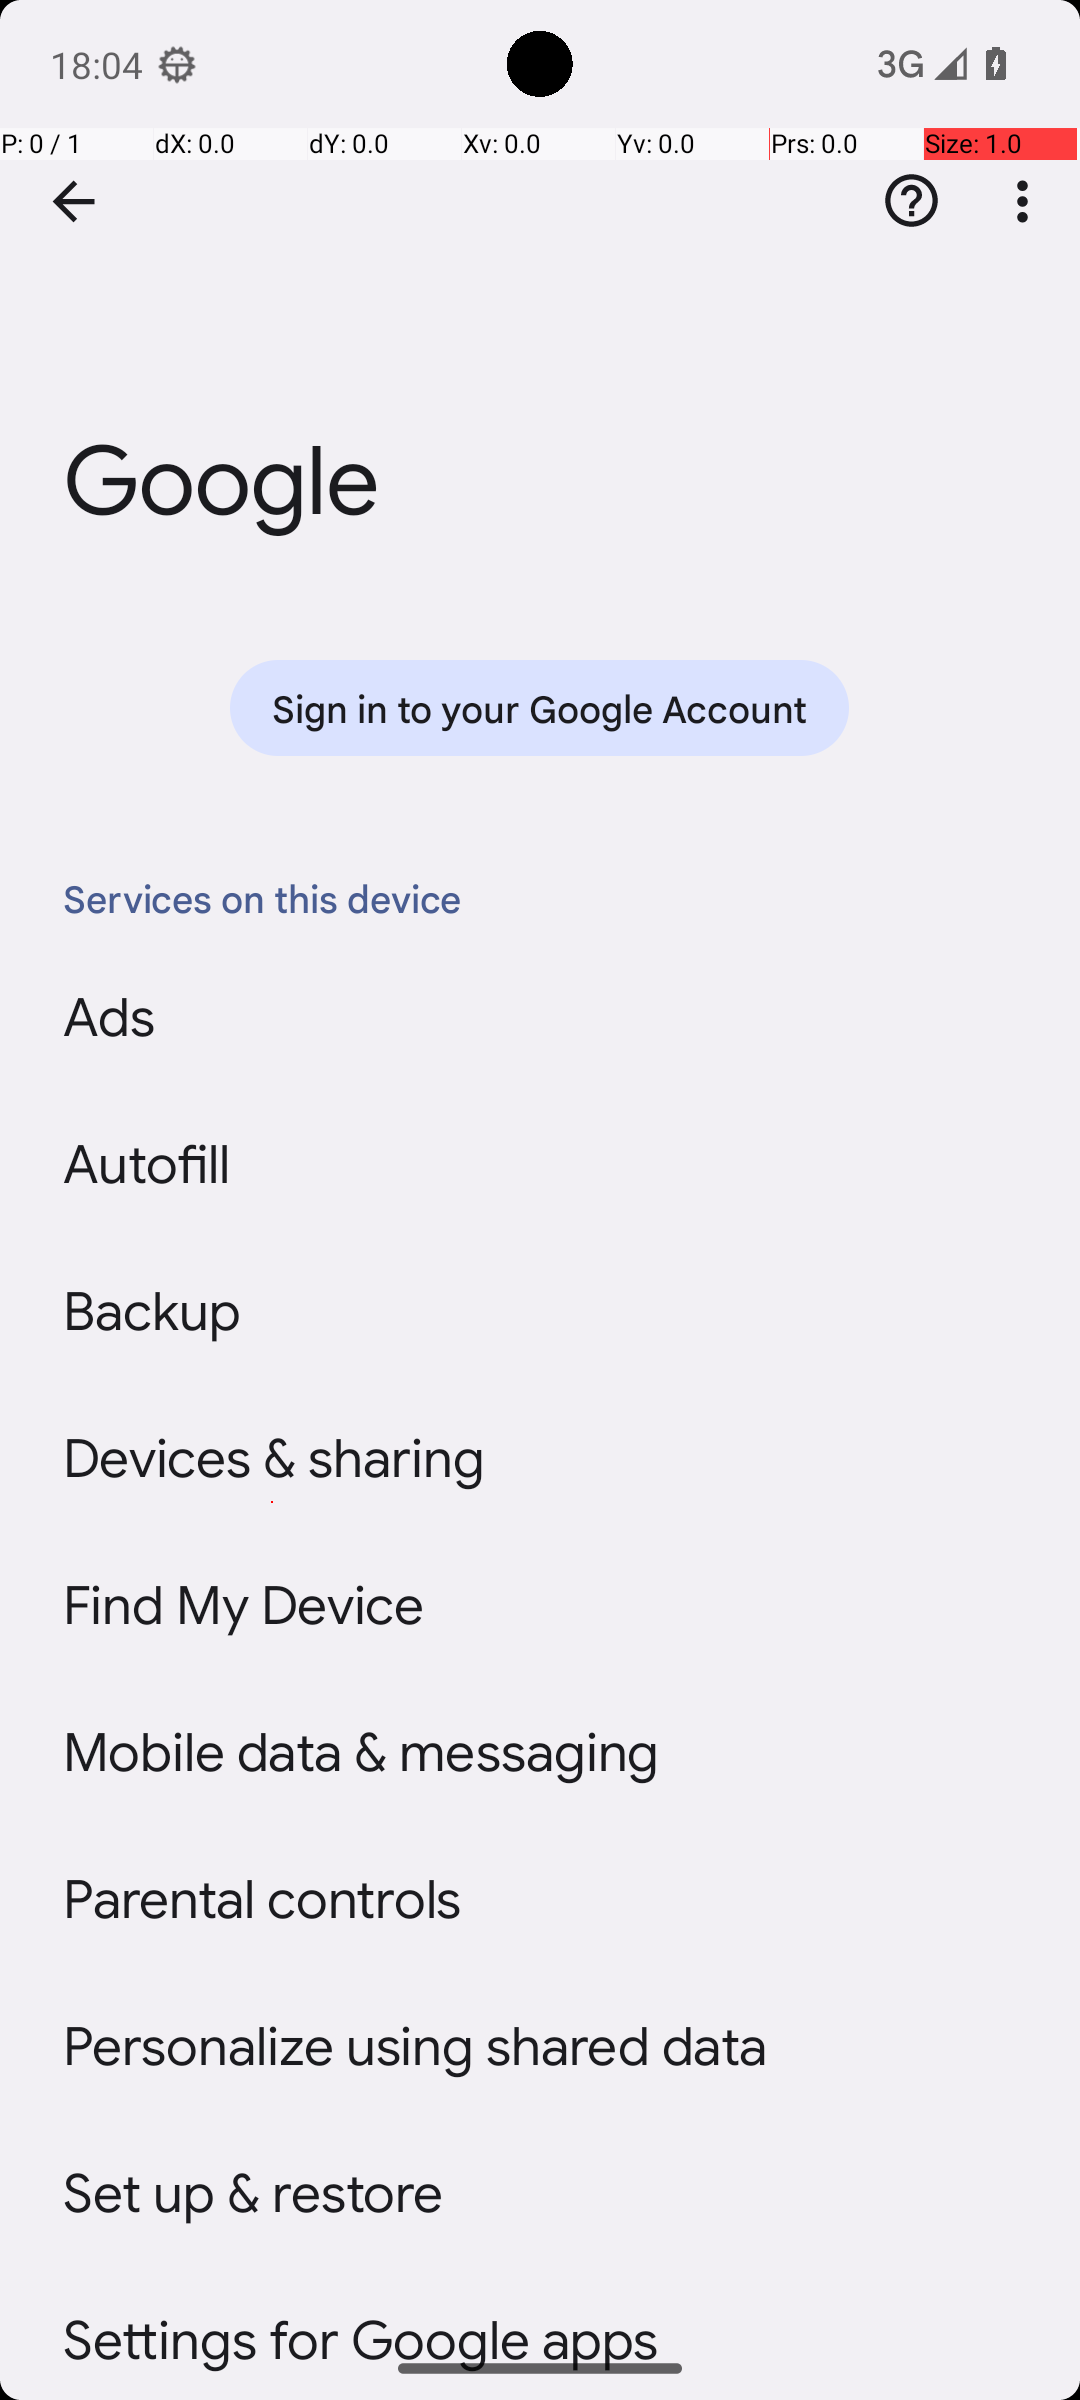 18:04
3G
P: 0 / 1 dX: 0.0 dY: 0.0 Xv: 0.0 Yv: 0.0 Prs: 0.0 Size: 1.0
Google
Sign in to your Google Account
Services on this device
Ads
Autofill
Backup
Devices & sharing
Find My Device
Mobile data & messaging
Parental controls
Personalize using shared data
Set up & restore
Settings for Google apps